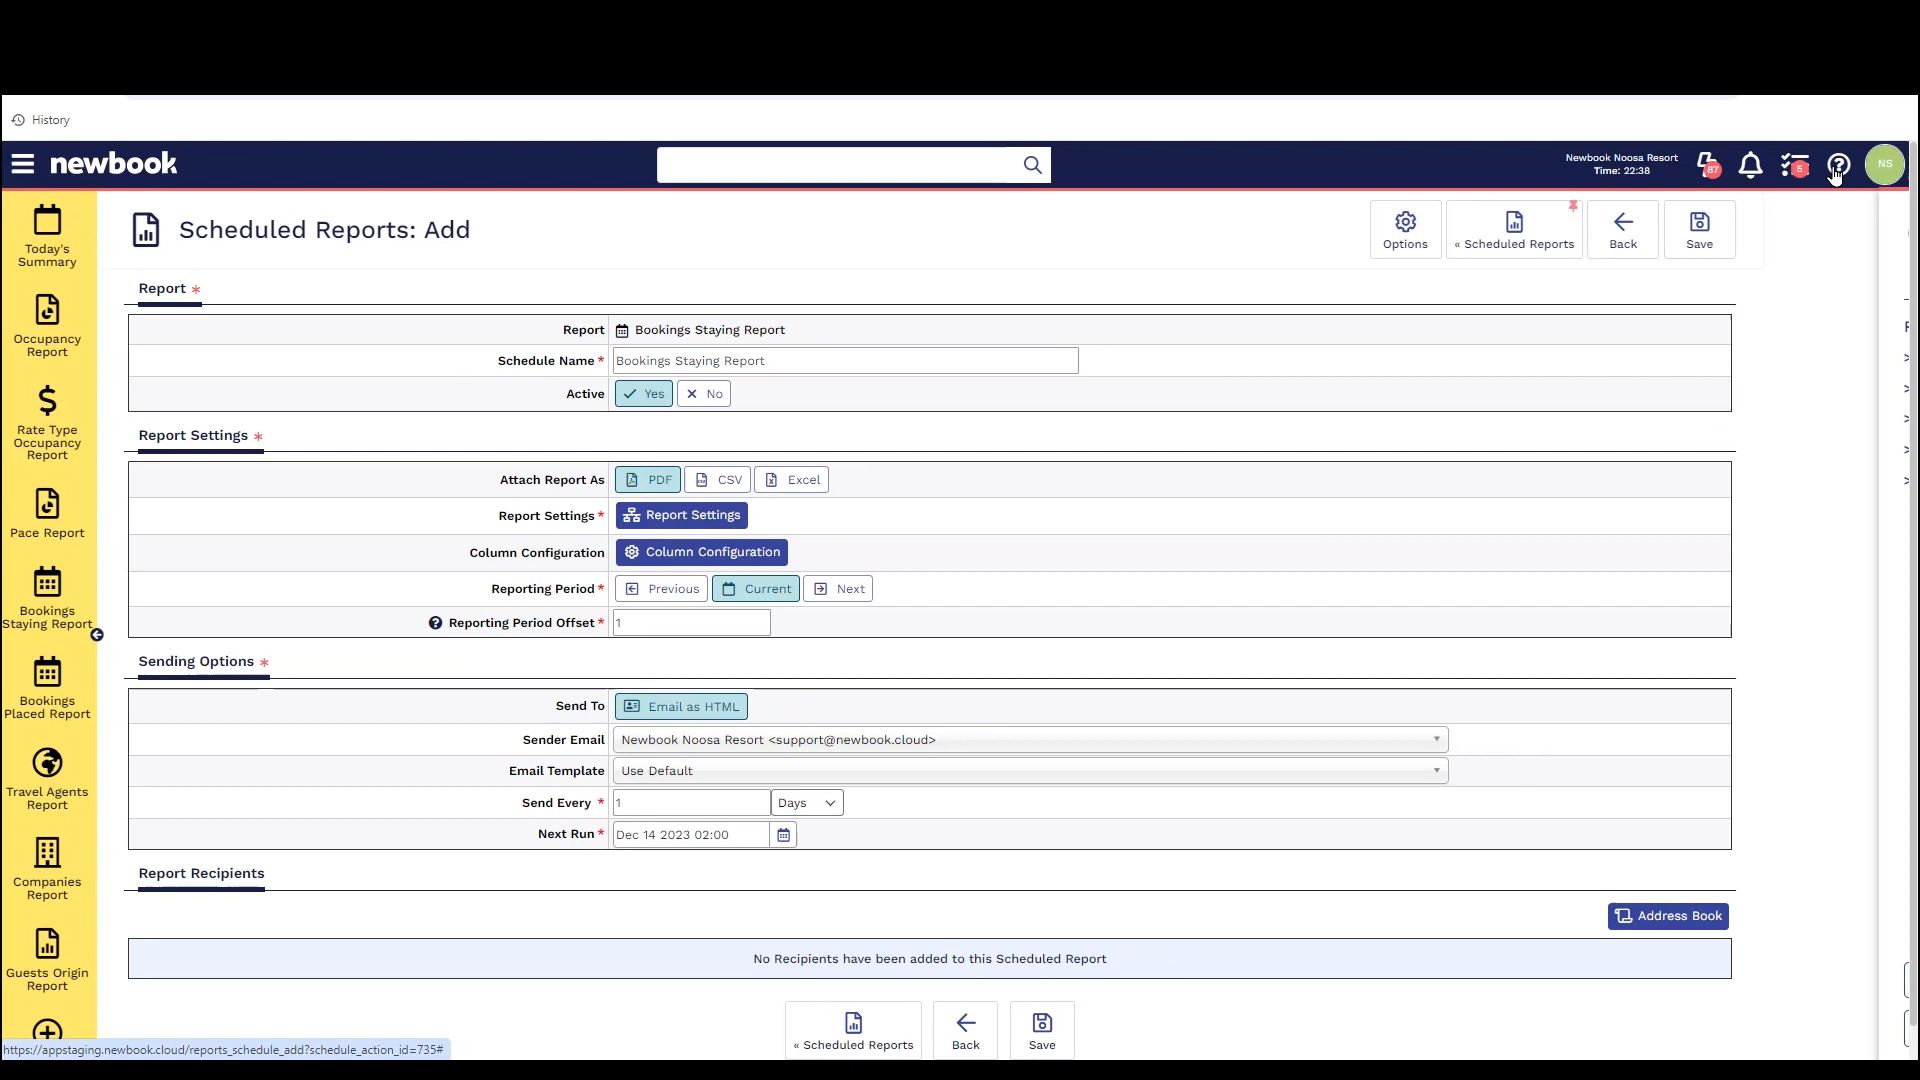 History
newbook
Newbook Noosa Resort
Time: 22:38
87
5
NS
Today's
Summary
Occupancy
Report
Rate Type
Occupancy
Report
Pace Report
Bookings
Staying Report
Bookings
Placed Report
Travel Agents
Report
Companies
Report
Guests Origin
Report
Scheduled Reports: Add
Options
« Scheduled Reports
Back
Save
Report *
Report Bookings Staying Report
Schedule Name * Bookings Staying Report
Active Yes No
Report Settings *
Attach Report As PDF CSV Excel
Report Settings * Report Settings
Column Configuration Column Configuration
Reporting Period * Previous Current Next
Reporting Period Offset * 1
Sending Options *
Send To Email as HTML
Sender Email Newbook Noosa Resort <support@newbook.cloud>
Email Template Use Default
Send Every * 1 Days
Next Run * Dec 14 2023 02:00
Report Recipients
Address Book
No Recipients have been added to this Scheduled Report
« Scheduled Reports
Back
Save
https://appstaging.newbook.cloud/reports_schedule_add?schedule_action_id=735#